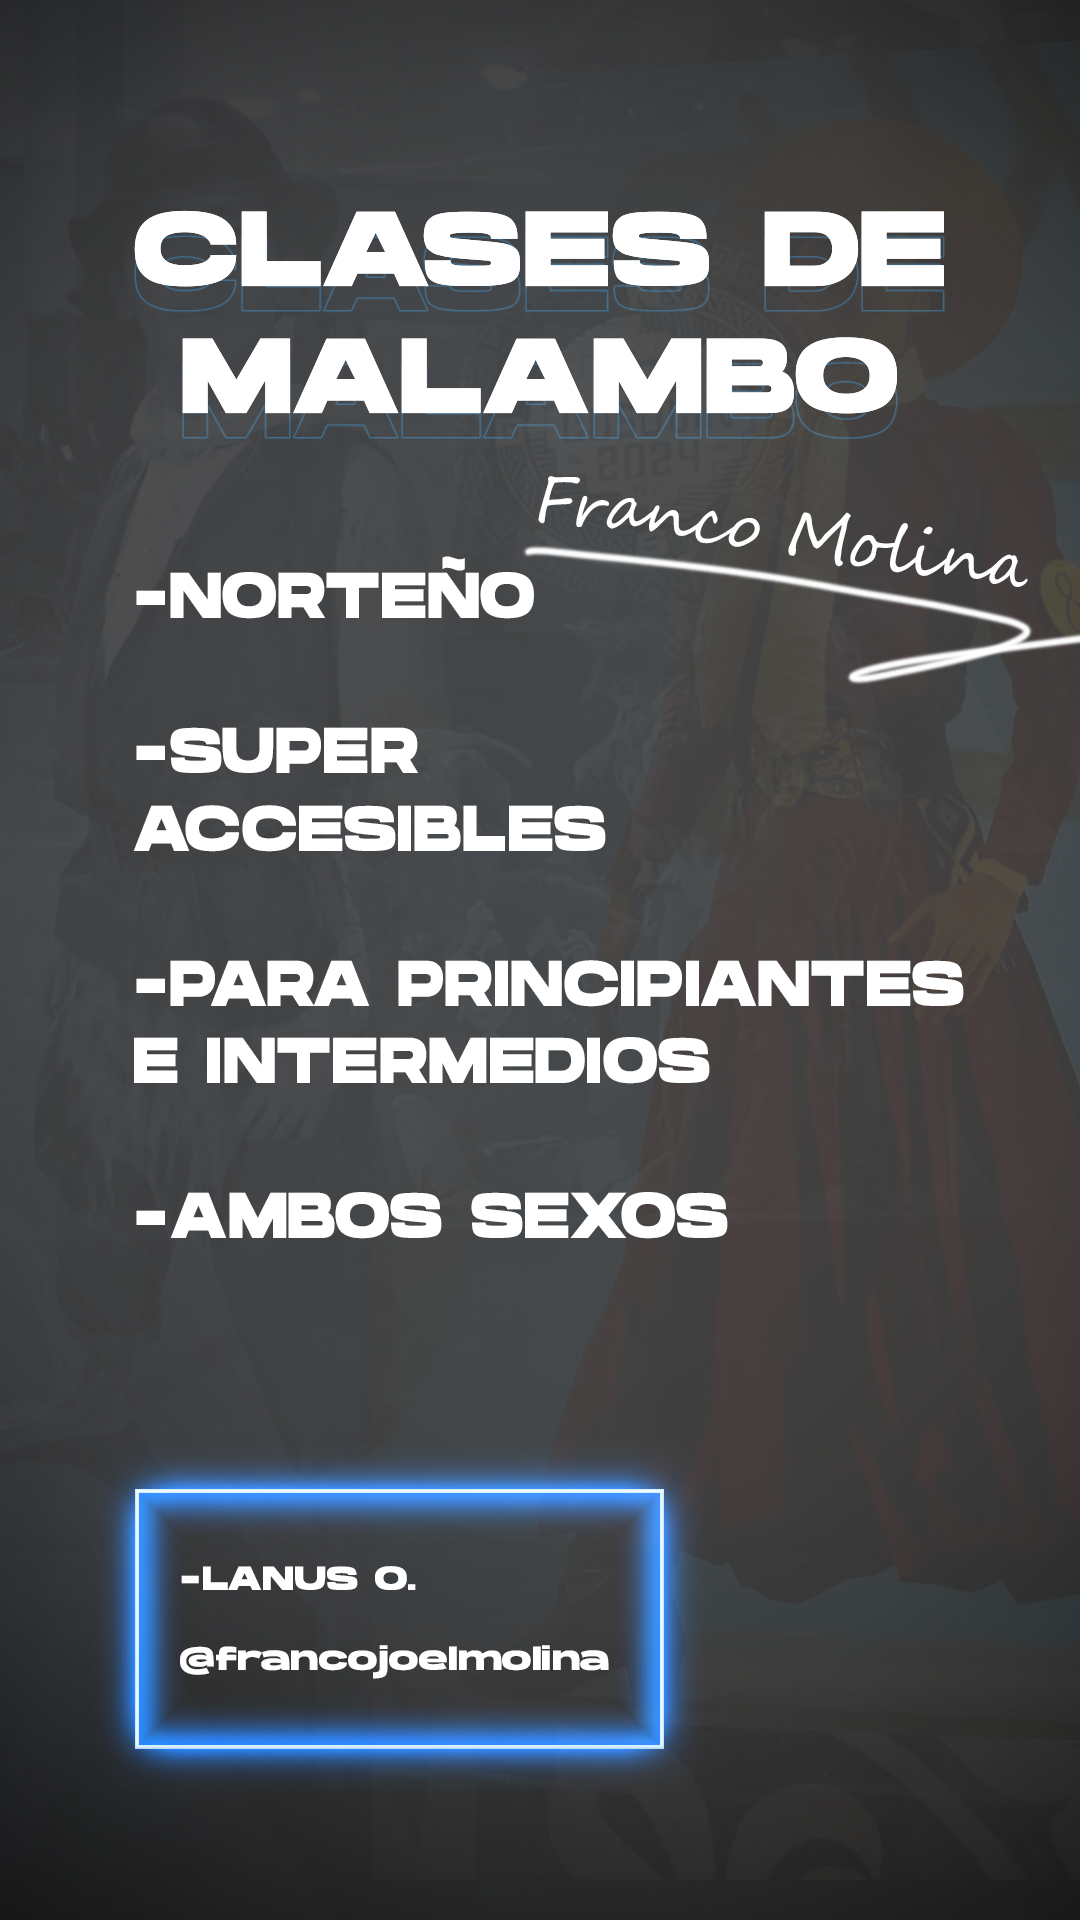 CLASES DE
MALAMBO
Franco Molina
-NORTEÑO
-SUPER
ACCESIBLES
-PARA PRINCIPIANTES
E INTERMEDIOS
-AMBOS SEXOS
-LANUS O.
@francojoelmolina